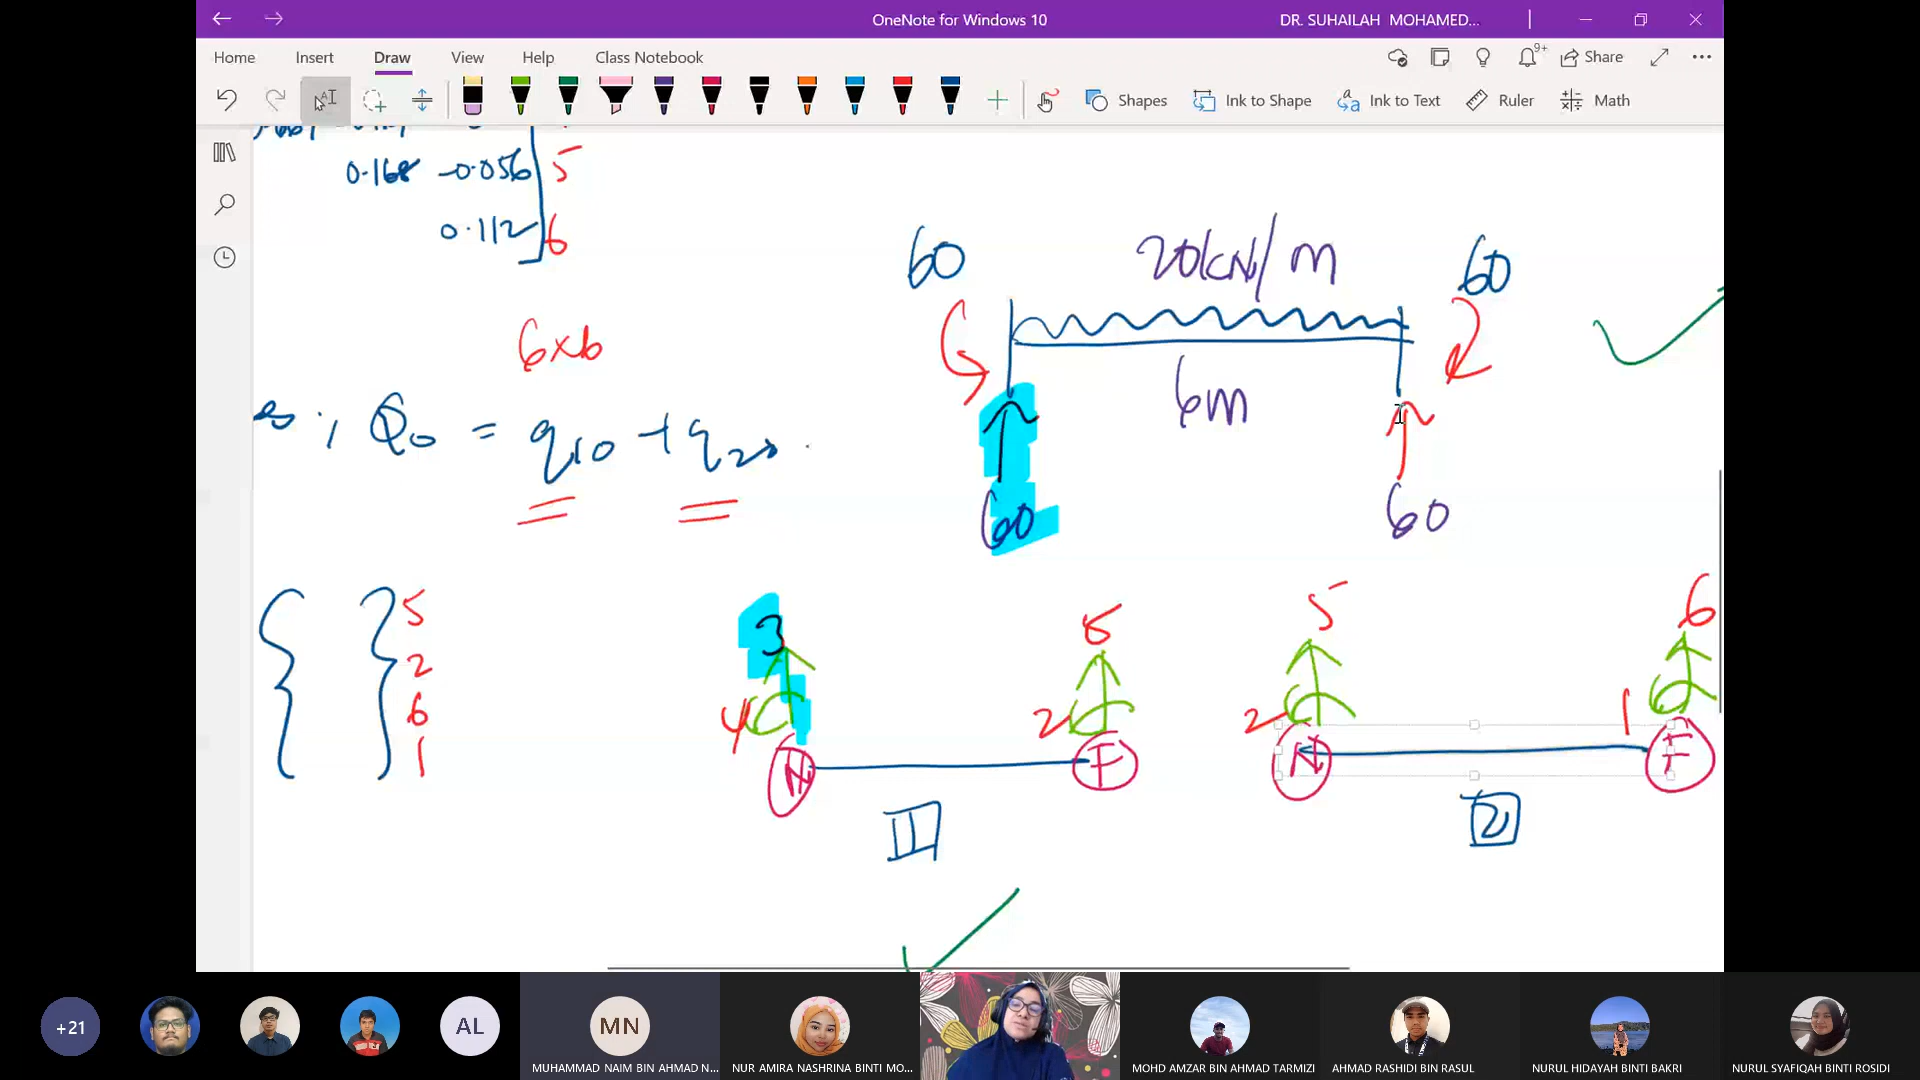 OneNote for Windows 10
DR. SUHAILAH MOHAMED...
Home Insert Draw View Help Class Notebook
9+ Share
Shapes Ink to Shape Ink to Text Ruler Math
0.168 -0.056 5
0.112 6
60 20kN/m 60
6x6
6m
; Q0 = q10 + q20
60 60
5
2
6
1
3 5 5 6
4 2 2 1
N F N F
1 2
+21 AL MN
MUHAMMAD NAIM BIN AHMAD N... NUR AMIRA NASHRINA BINTI MO... MOHD AMZAR BIN AHMAD TARMIZI AHMAD RASHIDI BIN RASUL NURUL HIDAYAH BINTI BAKRI NURUL SYAFIQAH BINTI ROSIDI